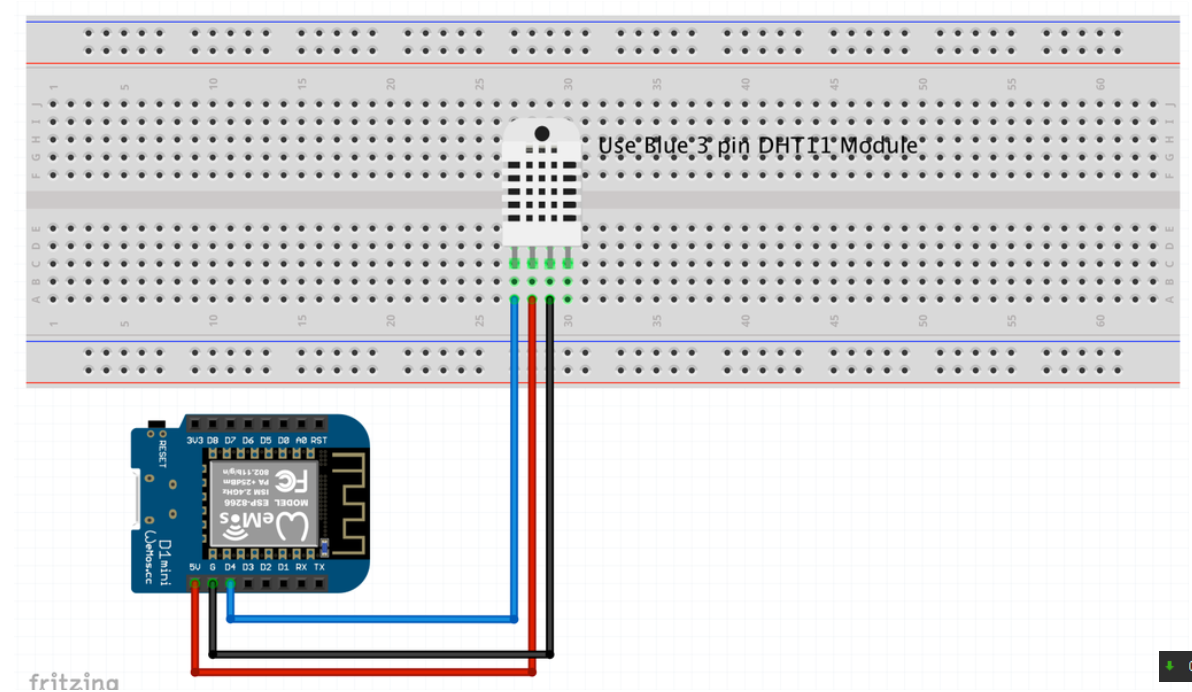 1 5 10 15 20 25 30 35 40 45 50 55 60
J J
I I
H H
G G
F F
Use Blue 3 pin DHT11 Module
E E
D D
C C
B B
A A
1 5 10 15 20 25 30 35 40 45 50 55 60
3V3 D8 D7 D6 D5 D0 A0 RST
RESET
802.11b/g/n
PA +25dBm
ISM 2.4GHz
FC
MODEL ESP-8266
WeMos
D1mini
WeMos.cc
5V G D4 D3 D2 D1 RX TX
fritzing